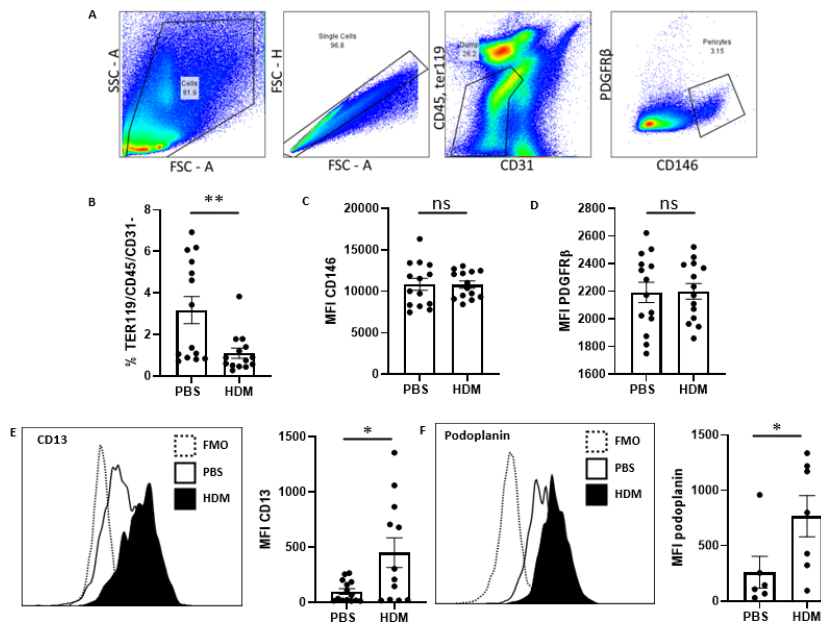 A
SSC - A
Cells
81.9
FSC - A
FSC - H
Single Cells
96.8
FSC - A
CD45, ter119
Dump
26.2
CD31
PDGFRβ
Pericytes
3.15
CD146
B
% TER119/CD45/CD31-
8
6
4
2
0
**
PBS
HDM
C
MFI CD146
20000
15000
10000
5000
0
ns
PBS
HDM
D
MFI PDGFRβ
2800
2600
2400
2200
2000
1800
1600
ns
PBS
HDM
E
CD13
FMO
PBS
HDM
MFI CD13
1500
1000
500
0
*
PBS
HDM
F
Podoplanin
FMO
PBS
HDM
MFI podoplanin
1500
1000
500
0
*
PBS
HDM